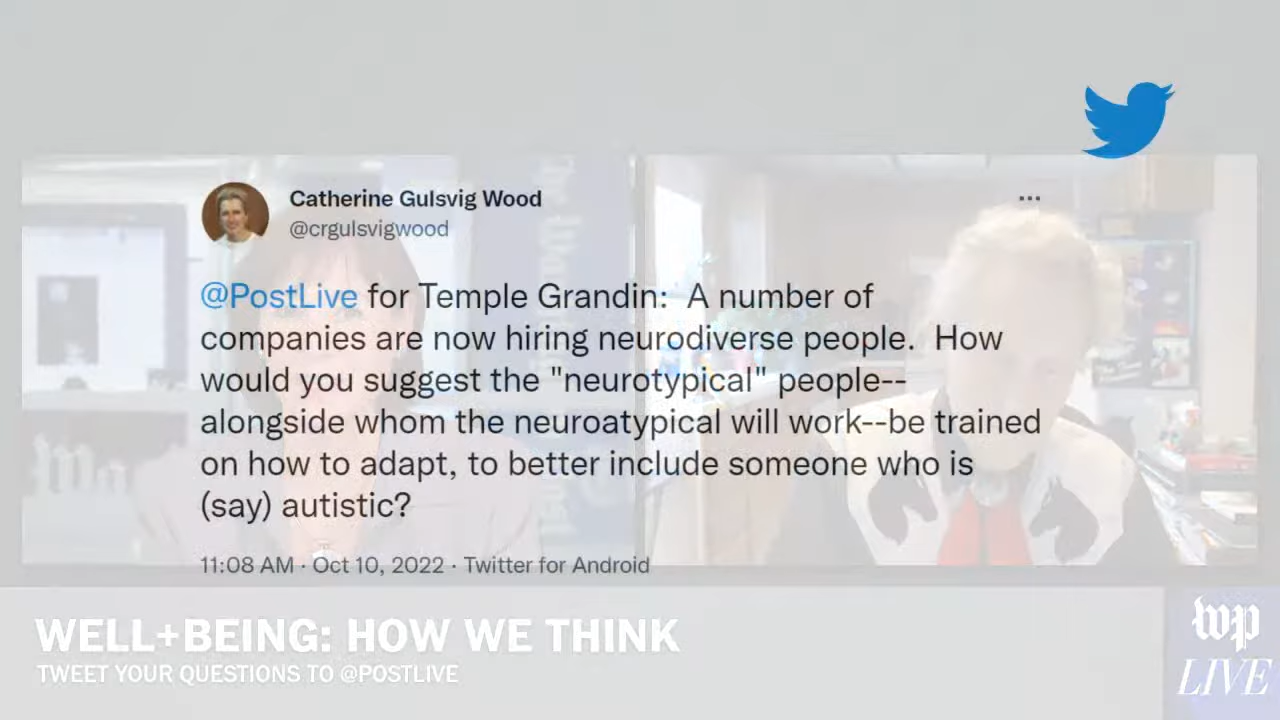 Catherine Gulsvig Wood
@crgulsvigwood
@PostLive for Temple Grandin:  A number of
companies are now hiring neurodiverse people.  How
would you suggest the "neurotypical" people--
alongside whom the neuroatypical will work--be trained
on how to adapt, to better include someone who is
(say) autistic?
11:08 AM · Oct 10, 2022 · Twitter for Android
WELL+BEING: HOW WE THINK
TWEET YOUR QUESTIONS TO @POSTLIVE
wp
LIVE